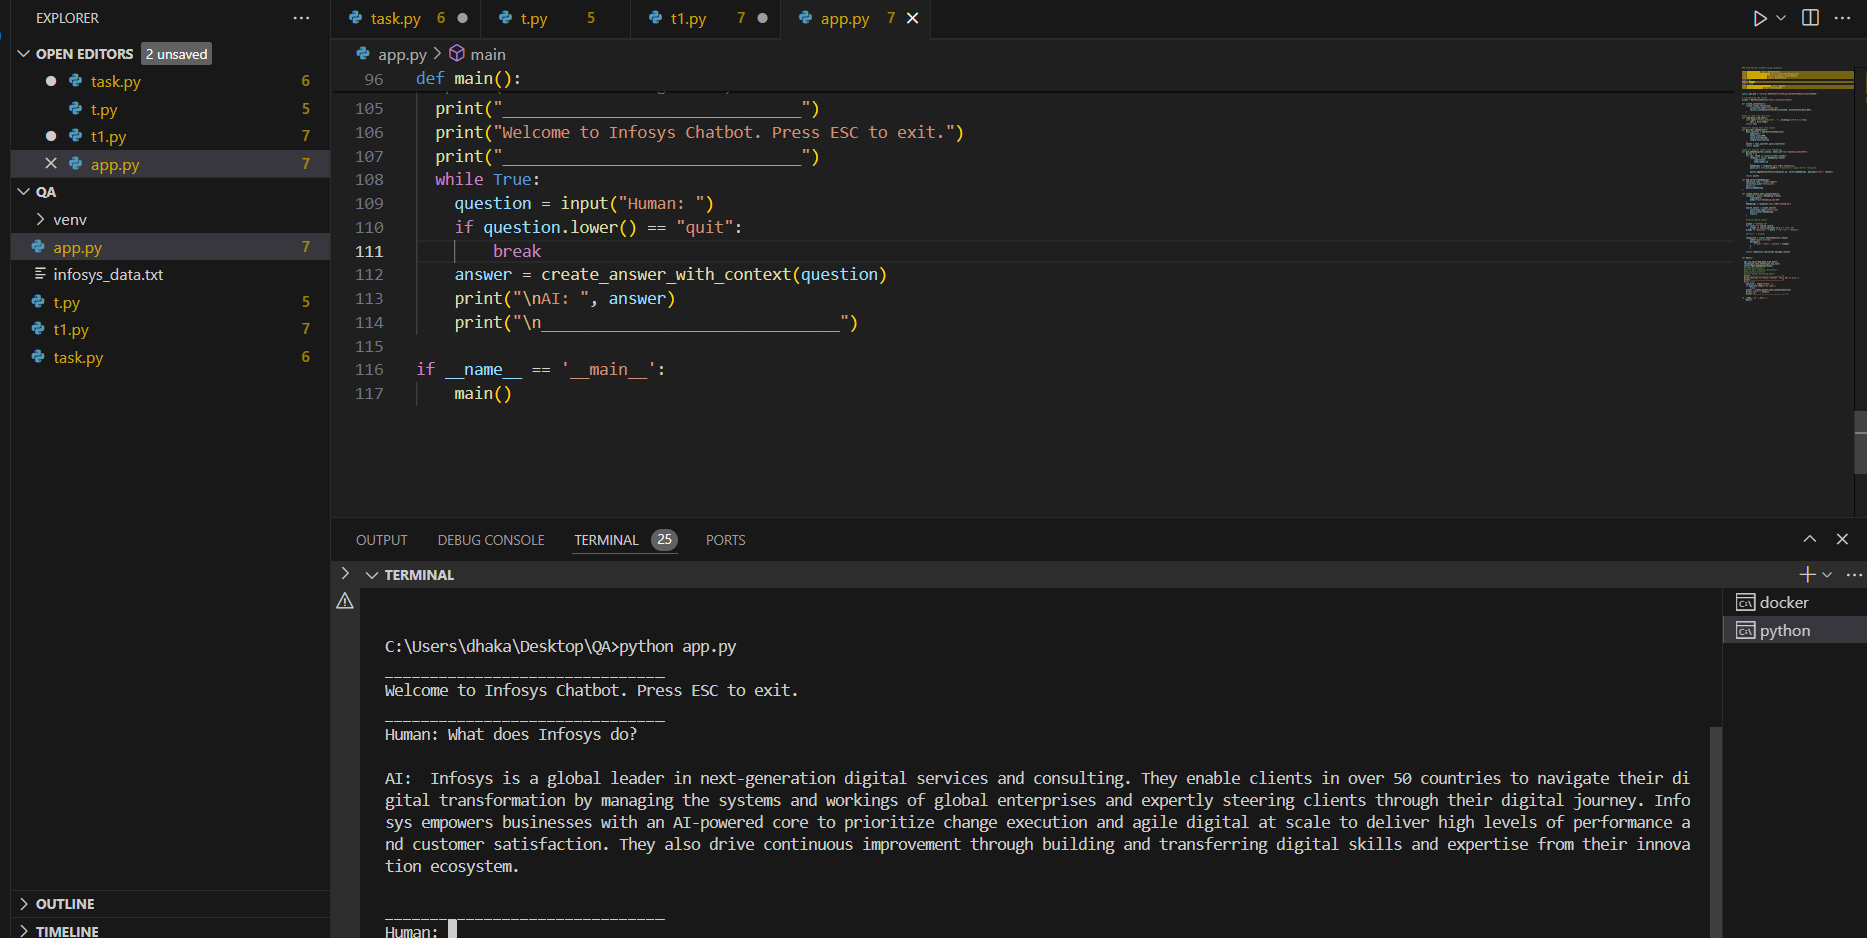 EXPLORER
OPEN EDITORS 2 unsaved
task.py 6
t.py 5
t1.py 7
app.py 7
QA
venv
app.py 7
infosys_data.txt
t.py 5
t1.py 7
task.py 6
OUTLINE
TIMELINE
task.py 6 t.py 5 t1.py 7 app.py 7
app.py > main
96 def main():
105 print("_______________________________")
106 print("Welcome to Infosys Chatbot. Press ESC to exit.")
107 print("_______________________________")
108 while True:
109 question = input("Human: ")
110 if question.lower() == "quit":
111 break
112 answer = create_answer_with_context(question)
113 print("\nAI: ", answer)
114 print("\n_______________________________")
115
116 if __name__ == '__main__':
117 main()
OUTPUT DEBUG CONSOLE TERMINAL 25 PORTS
TERMINAL
docker
python
C:\Users\dhaka\Desktop\QA>python app.py
_______________________________
Welcome to Infosys Chatbot. Press ESC to exit.
_______________________________
Human: What does Infosys do?
AI:  Infosys is a global leader in next-generation digital services and consulting. They enable clients in over 50 countries to navigate their di
gital transformation by managing the systems and workings of global enterprises and expertly steering clients through their digital journey. Info
sys empowers businesses with an AI-powered core to prioritize change execution and agile digital at scale to deliver high levels of performance a
nd customer satisfaction. They also drive continuous improvement through building and transferring digital skills and expertise from their innova
tion ecosystem.
_______________________________
Human: